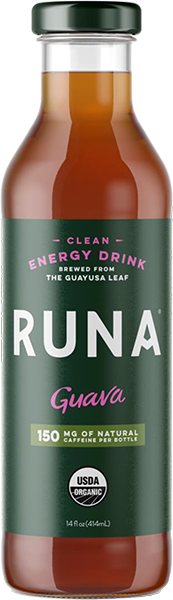 - CLEAN -
ENERGY DRINK
BREWED FROM
THE GUAYUSA LEAF
RUNA®
Guava
150 MG OF NATURAL
CAFFEINE PER BOTTLE
USDA
ORGANIC
14 fl oz (414mL)